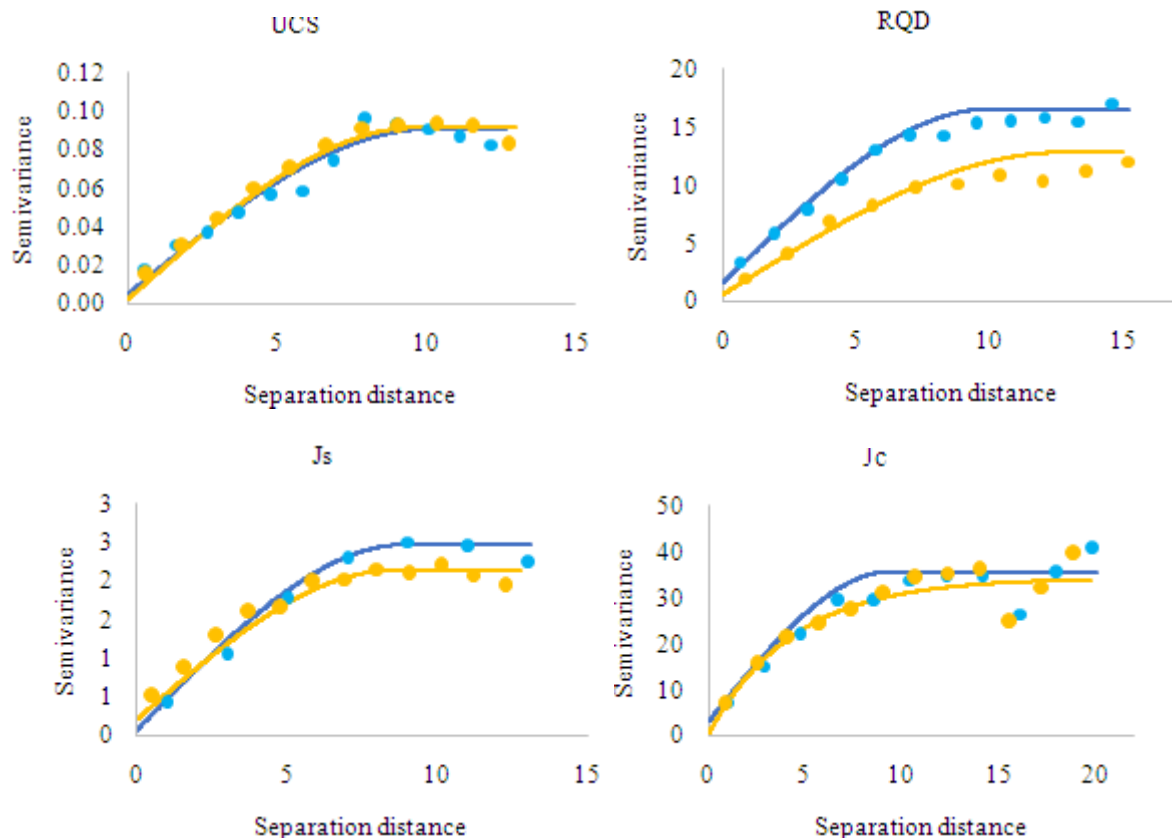 UCS
0.12
0.10
0.08
0.06
0.04
0.02
0.00
Semivariance
0 5 10 15
Separation distance
RQD
20
15
10
5
0
Semivariance
0 5 10 15
Separation distance
Js
3
3
2
2
1
1
0
Semivariance
0 5 10 15
Separation distance
Jc
50
40
30
20
10
0
Semivariance
0 5 10 15 20
Separation distance